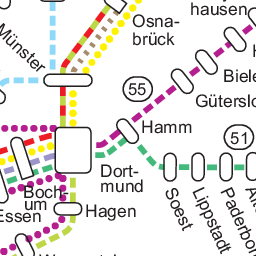 hausen
Osna-
brück
Münster
Biele
Gütersl
55
Hamm
51
Dort-
mund
Boch-
um
Essen
Hagen
Soest
Lippstadt
Paderbor